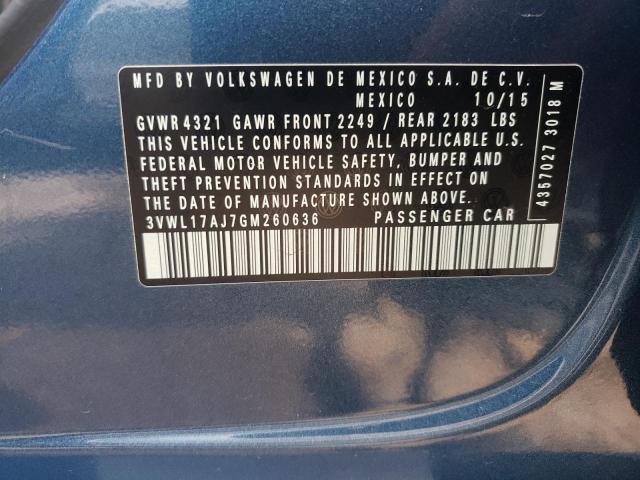 MFD BY VOLKSWAGEN DE MEXICO S.A. DE C.V.
MEXICO 10/15
GVWR 4321 GAWR FRONT 2249 / REAR 2183 LBS
THIS VEHICLE CONFORMS TO ALL APPLICABLE U.S.
FEDERAL MOTOR VEHICLE SAFETY, BUMPER AND
THEFT PREVENTION STANDARDS IN EFFECT ON
THE DATE OF MANUFACTURE SHOWN ABOVE.
3VWL17AJ7GM260636 PASSENGER CAR
4357027 3018 M